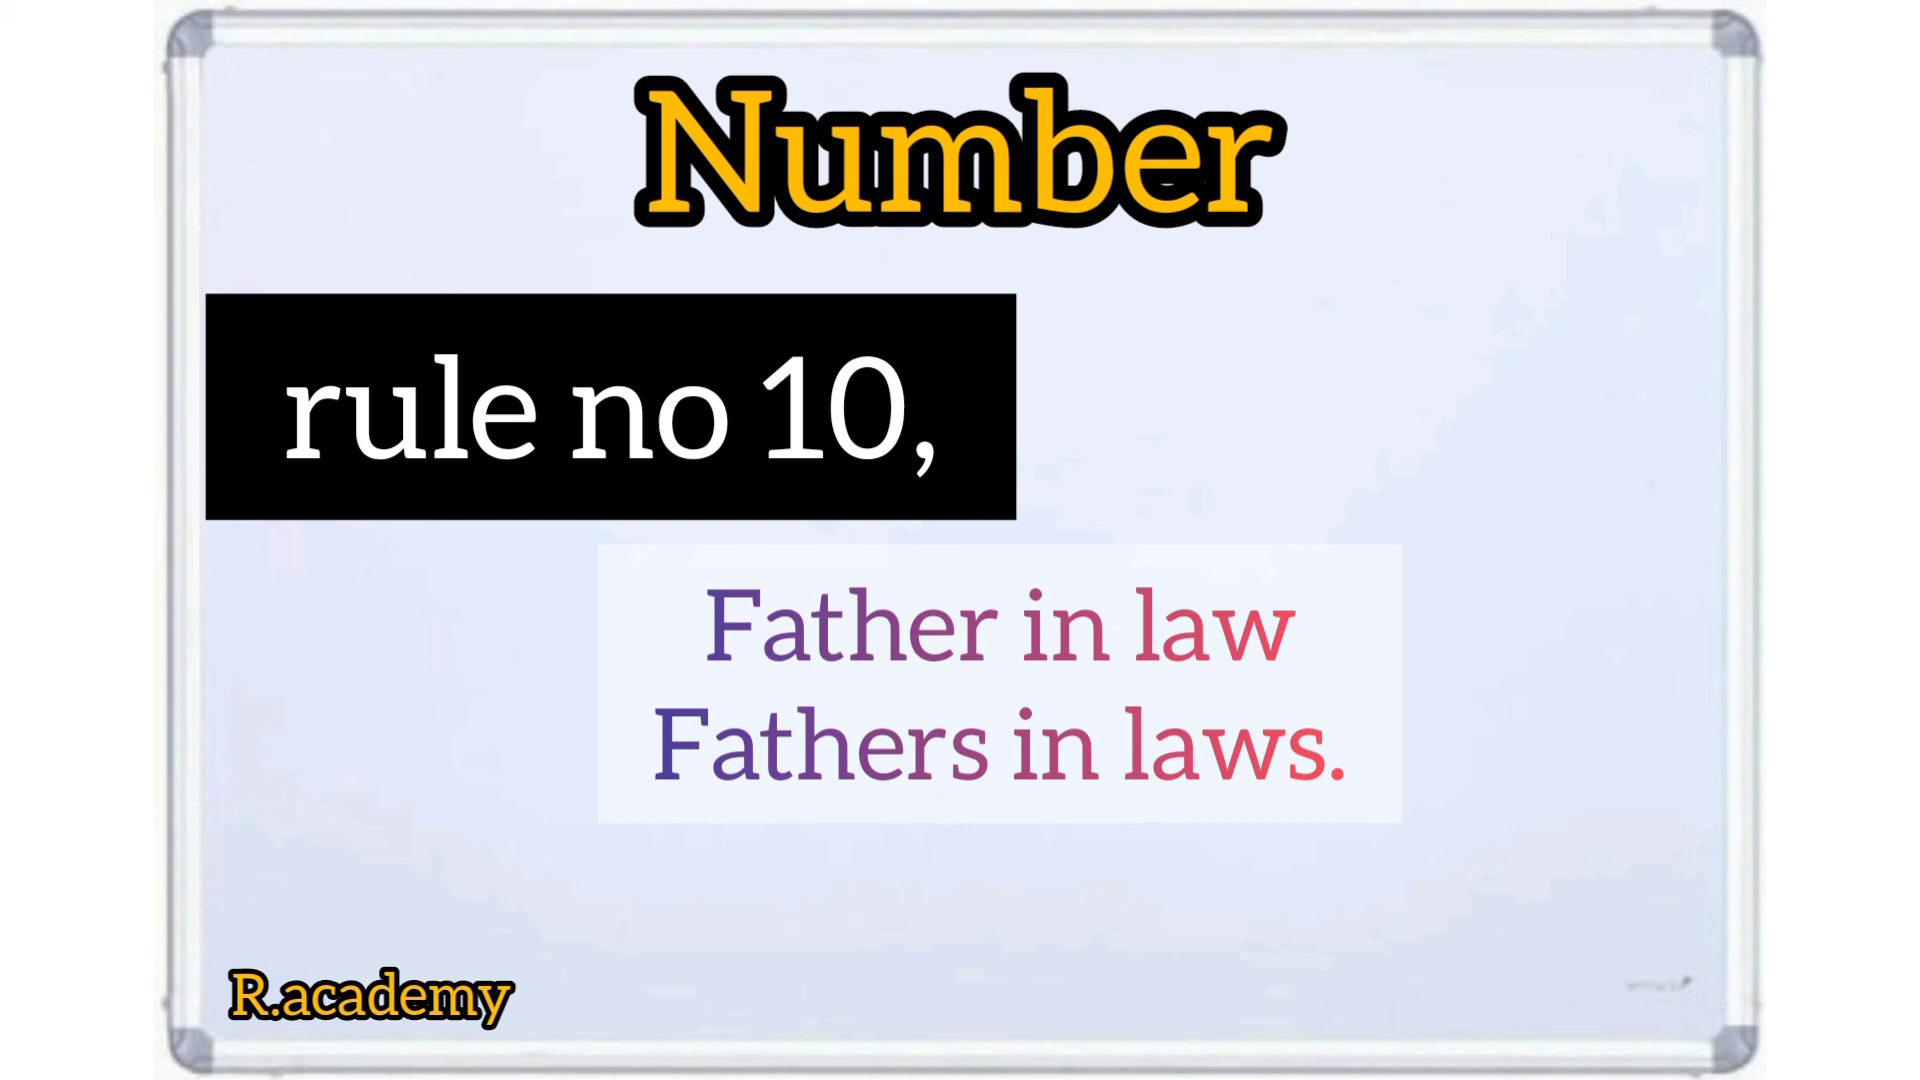 Number
rule no 10,
Father in law
Fathers in laws.
R.academy